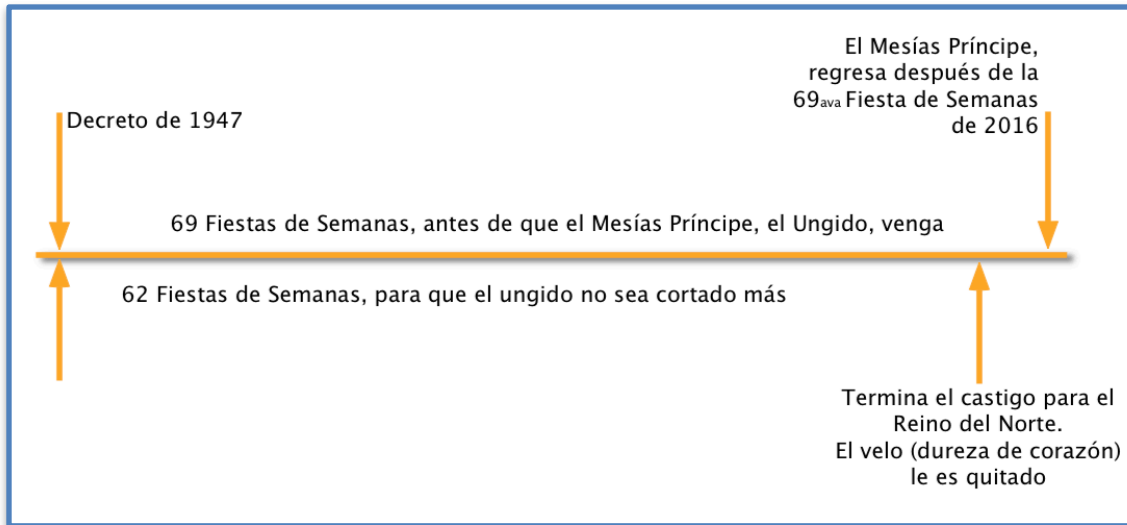 El Mesías Príncipe,
regresa después de la
69ava Fiesta de Semanas
de 2016
Decreto de 1947
69 Fiestas de Semanas, antes de que el Mesías Príncipe, el Ungido, venga
62 Fiestas de Semanas, para que el ungido no sea cortado más
Termina el castigo para el
Reino del Norte.
El velo (dureza de corazón)
le es quitado